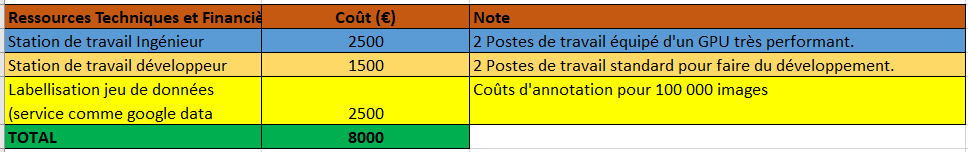 Ressources Techniques et Financiè Coût (€) Note
Station de travail Ingénieur 2500 2 Postes de travail équipé d'un GPU très performant.
Station de travail développeur 1500 2 Postes de travail standard pour faire du développement.
Labellisation jeu de données Coûts d'annotation pour 100 000 images
(service comme google data 2500
TOTAL 8000